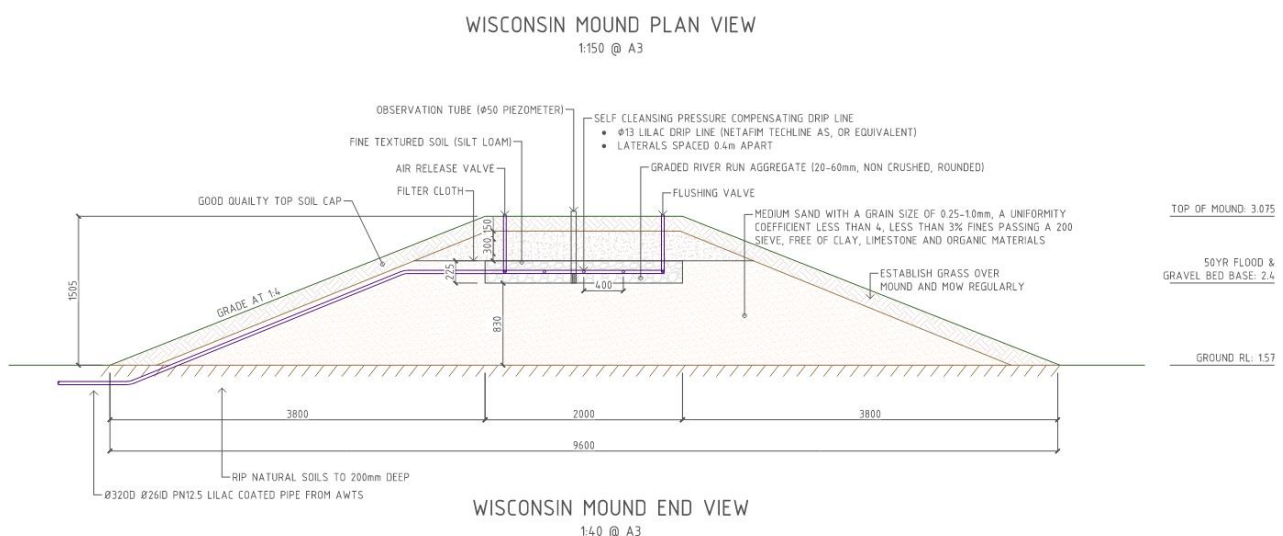 WISCONSIN MOUND PLAN VIEW
1:150 @ A3
OBSERVATION TUBE (Ø50 PIEZOMETER)
FINE TEXTURED SOIL (SILT LOAM)
AIR RELEASE VALVE
FILTER CLOTH
GOOD QUAILTY TOP SOIL CAP
SELF CLEANSING PRESSURE COMPENSATING DRIP LINE
• Ø13 LILAC DRIP LINE (NETAFIM TECHLINE AS, OR EQUIVALENT)
• LATERALS SPACED 0.4m APART
GRADED RIVER RUN AGGREGATE (20-60mm, NON CRUSHED, ROUNDED)
FLUSHING VALVE
MEDIUM SAND WITH A GRAIN SIZE OF 0.25-1.0mm, A UNIFORMITY
COEFFICIENT LESS THAN 4, LESS THAN 3% FINES PASSING A 200
SIEVE, FREE OF CLAY, LIMESTONE AND ORGANIC MATERIALS
TOP OF MOUND: 3.075
50YR FLOOD &
GRAVEL BED BASE: 2.4
ESTABLISH GRASS OVER
MOUND AND MOW REGULARLY
GROUND RL: 1.57
1505
GRADE AT 1:4
150
300
225
400
830
3800
2000
3800
9600
RIP NATURAL SOILS TO 200mm DEEP
Ø32OD Ø26ID PN12.5 LILAC COATED PIPE FROM AWTS
WISCONSIN MOUND END VIEW
1:40 @ A3